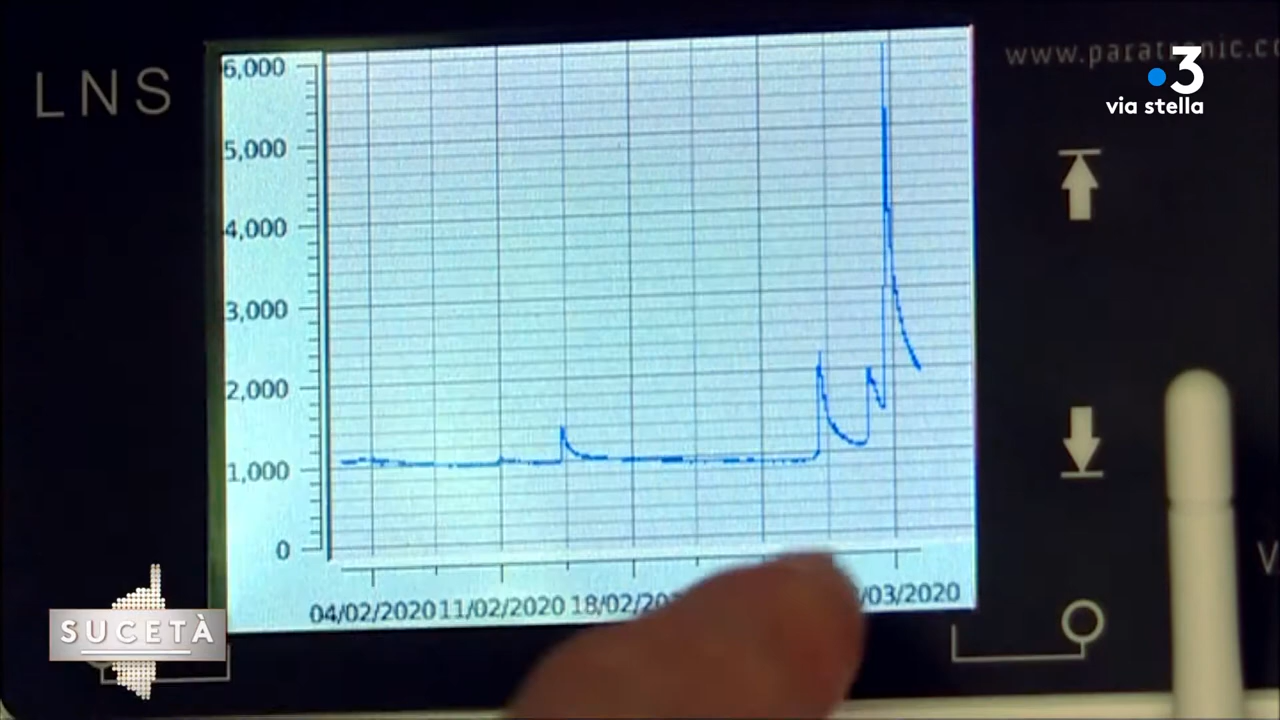 LNS
www.paratronic.c
3
via stella
6,000
5,000
4,000
3,000
2,000
1,000
0
04/02/2020 11/02/2020 18/02/20 /03/2020
SUCETÀ
V